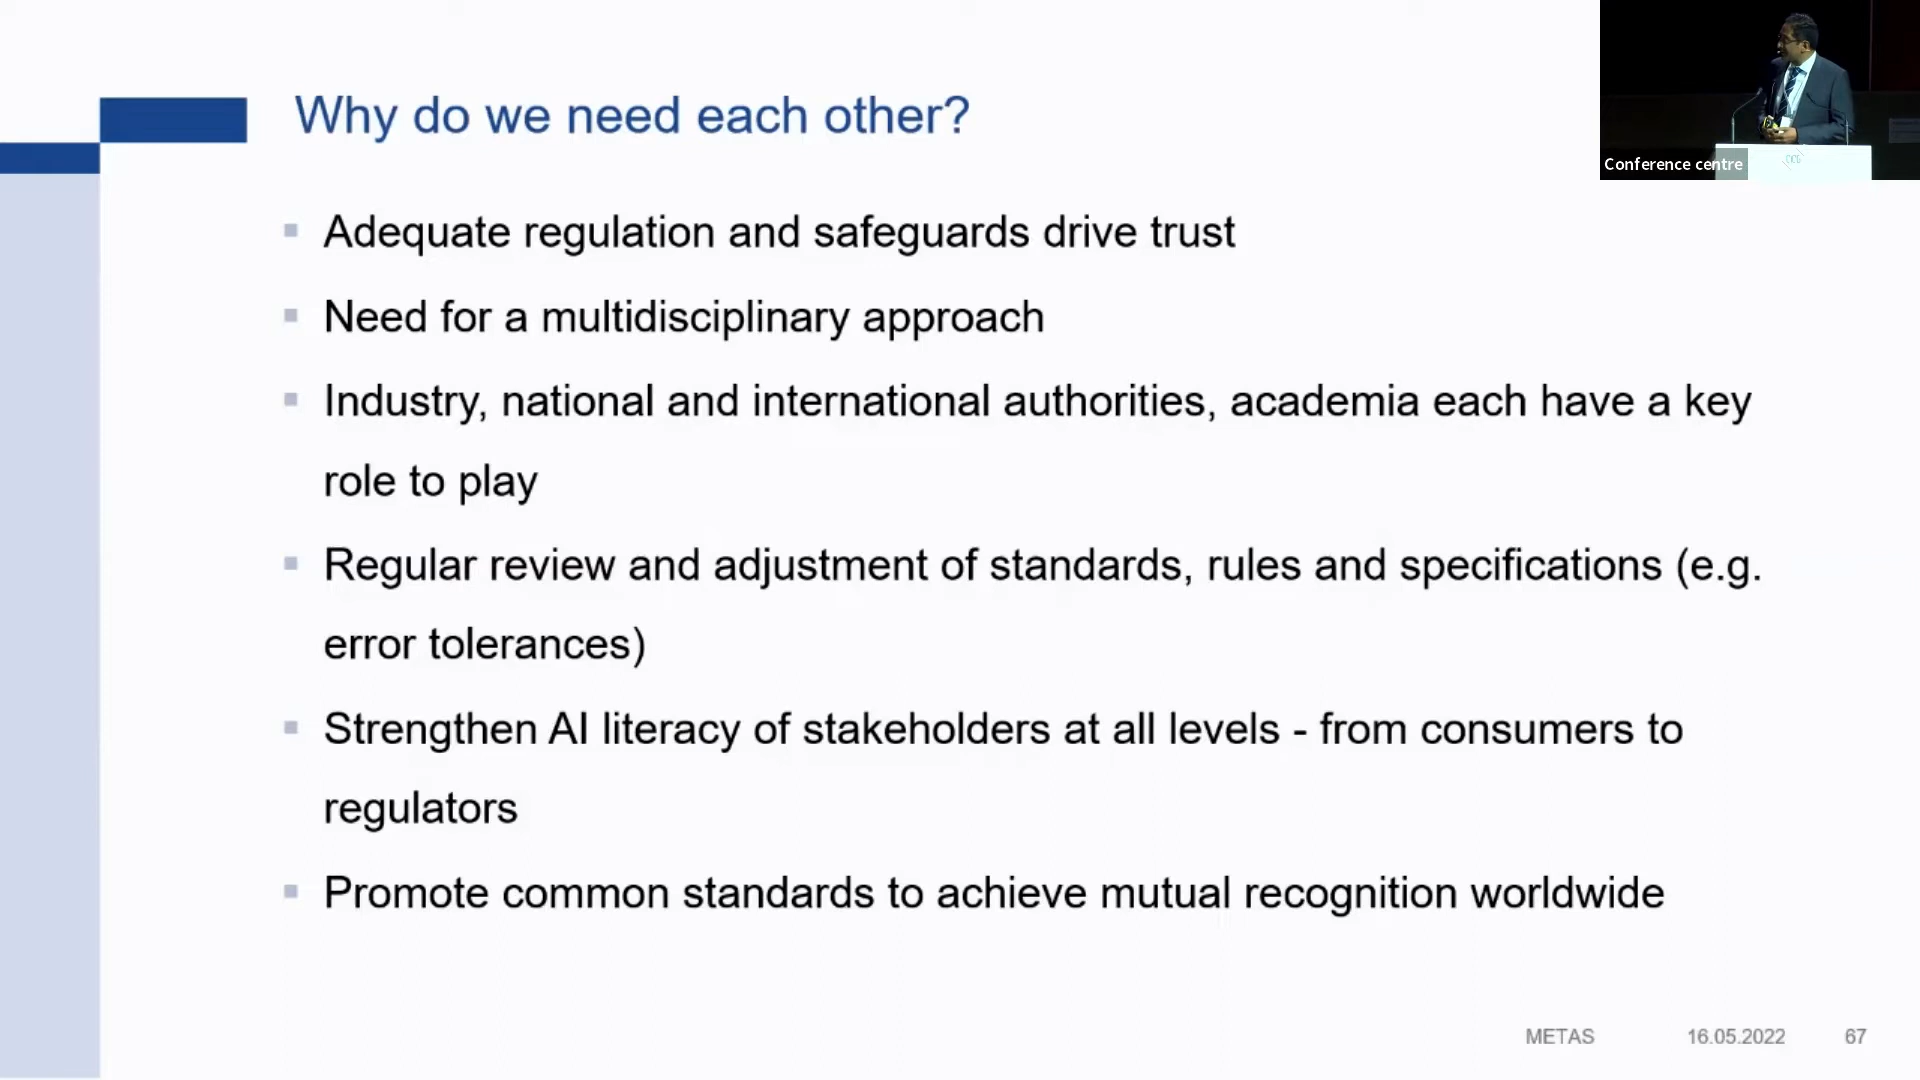 Why do we need each other?
Conference centre
Adequate regulation and safeguards drive trust
Need for a multidisciplinary approach
Industry, national and international authorities, academia each have a key
role to play
Regular review and adjustment of standards, rules and specifications (e.g.
error tolerances)
Strengthen AI literacy of stakeholders at all levels - from consumers to
regulators
Promote common standards to achieve mutual recognition worldwide
METAS 16.05.2022 67